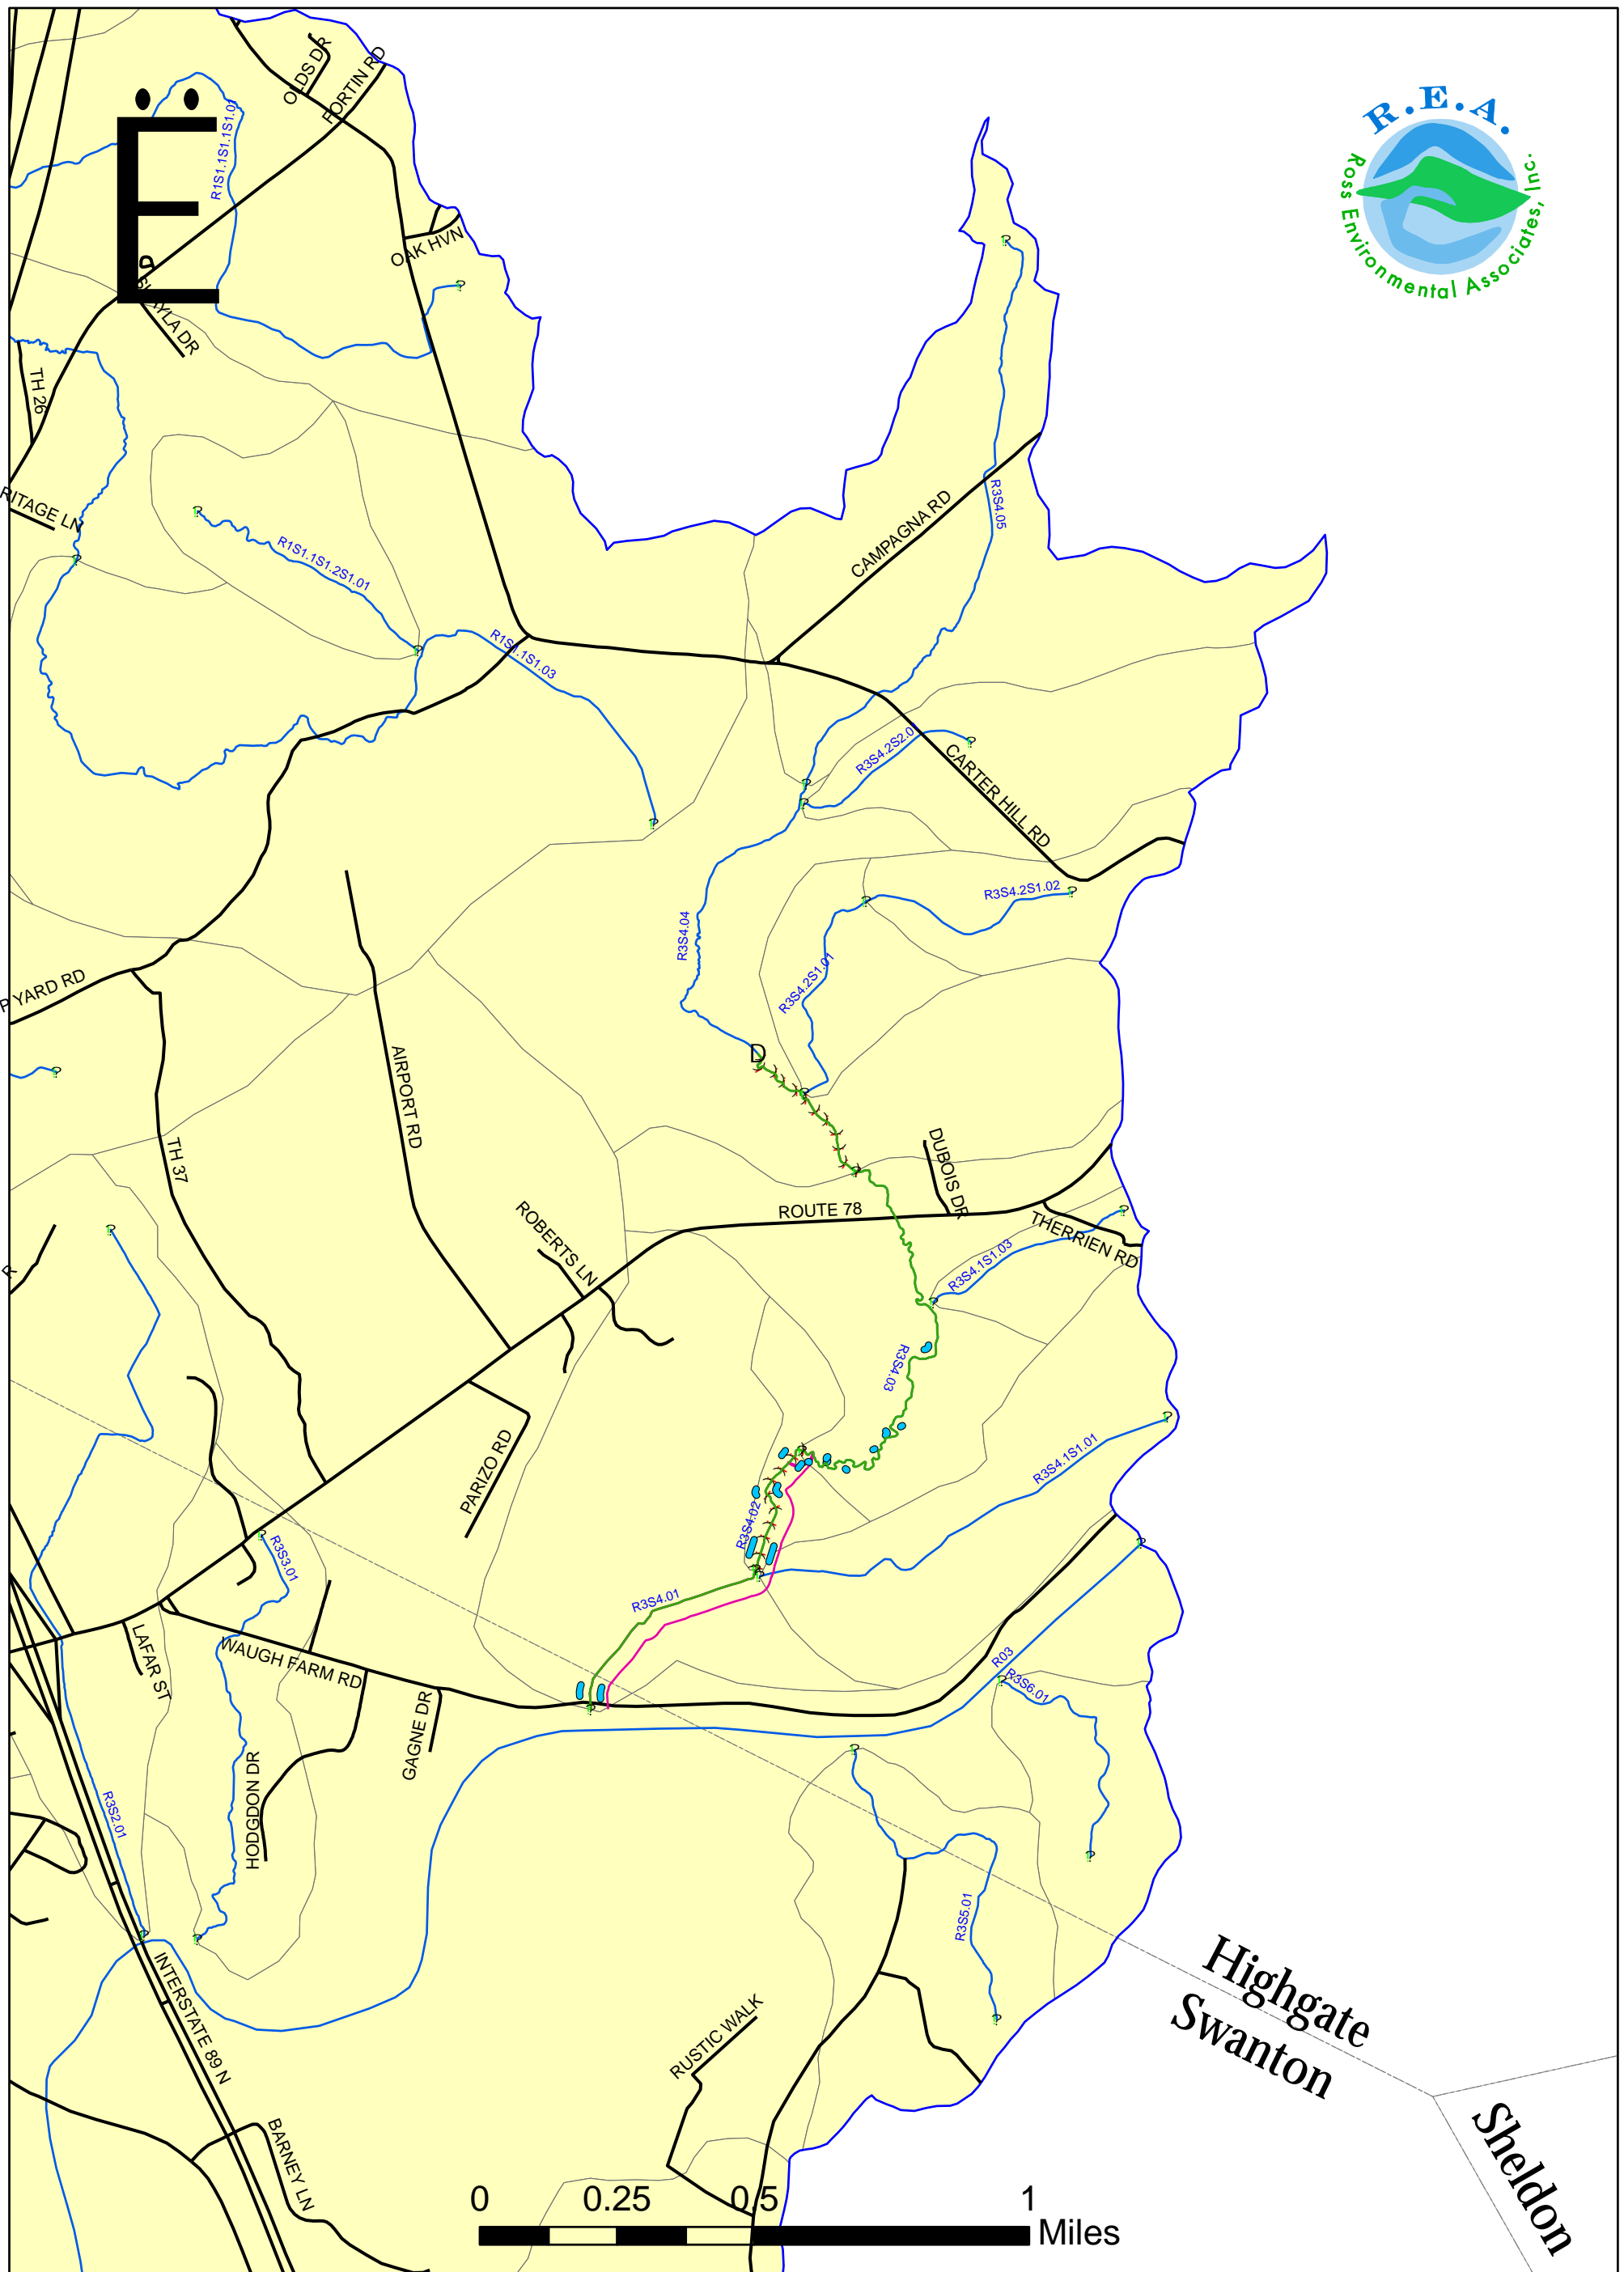 OLDS DR
FORTIN RD
R.E.A.
Ross Environmental Associates, Inc.
R1S1.1S1.1S1.01
Ë
OAK HVN
TH 26
RITAGE LN
CAMPAGNA RD
R3S4.05
R1S1.1S1.2S1.01
R1S1.1S1.03
R3S4.2S2.0
CARTER HILL RD
R3S4.2S1.02
R3S4.04
R3S4.2S1.01
P YARD RD
D
AIRPORT RD
TH 37
DUBOIS DR
ROUTE 78
ROBERTS LN
THERRIEN RD
R3S4.1S1.03
R
R3S4.03
PARIZO RD
R3S4.1S1.01
R3S4.02
R3S3.01
R3S4.01
LAFAR ST
WAUGH FARM RD
R03
R3S6.01
GAGNE DR
HODGDON DR
R3S2.01
R3S5.01
INTERSTATE 89 N
Highgate
Swanton
RUSTIC WALK
Sheldon
BARNEY LN
0 0.25 0.5 1
Miles